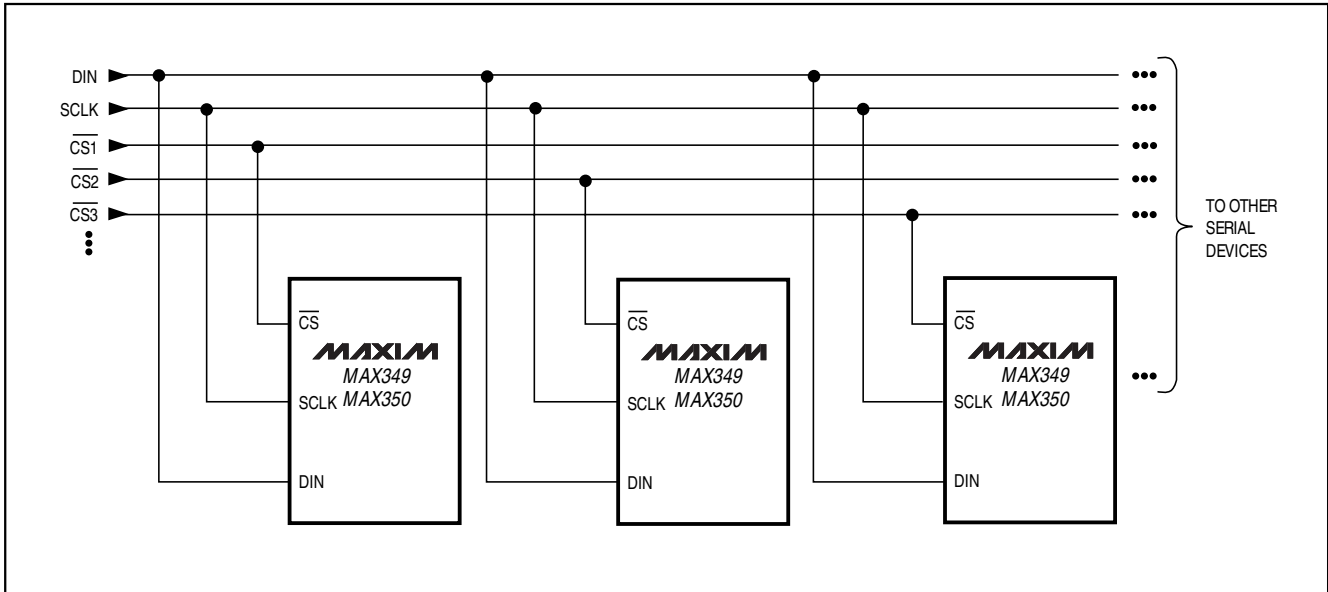 DIN
SCLK
CS1
CS2
CS3
TO OTHER
SERIAL
DEVICES
CS
MAXIM
MAX349
SCLK MAX350
DIN
CS
MAXIM
MAX349
SCLK MAX350
DIN
CS
MAXIM
MAX349
SCLK MAX350
DIN